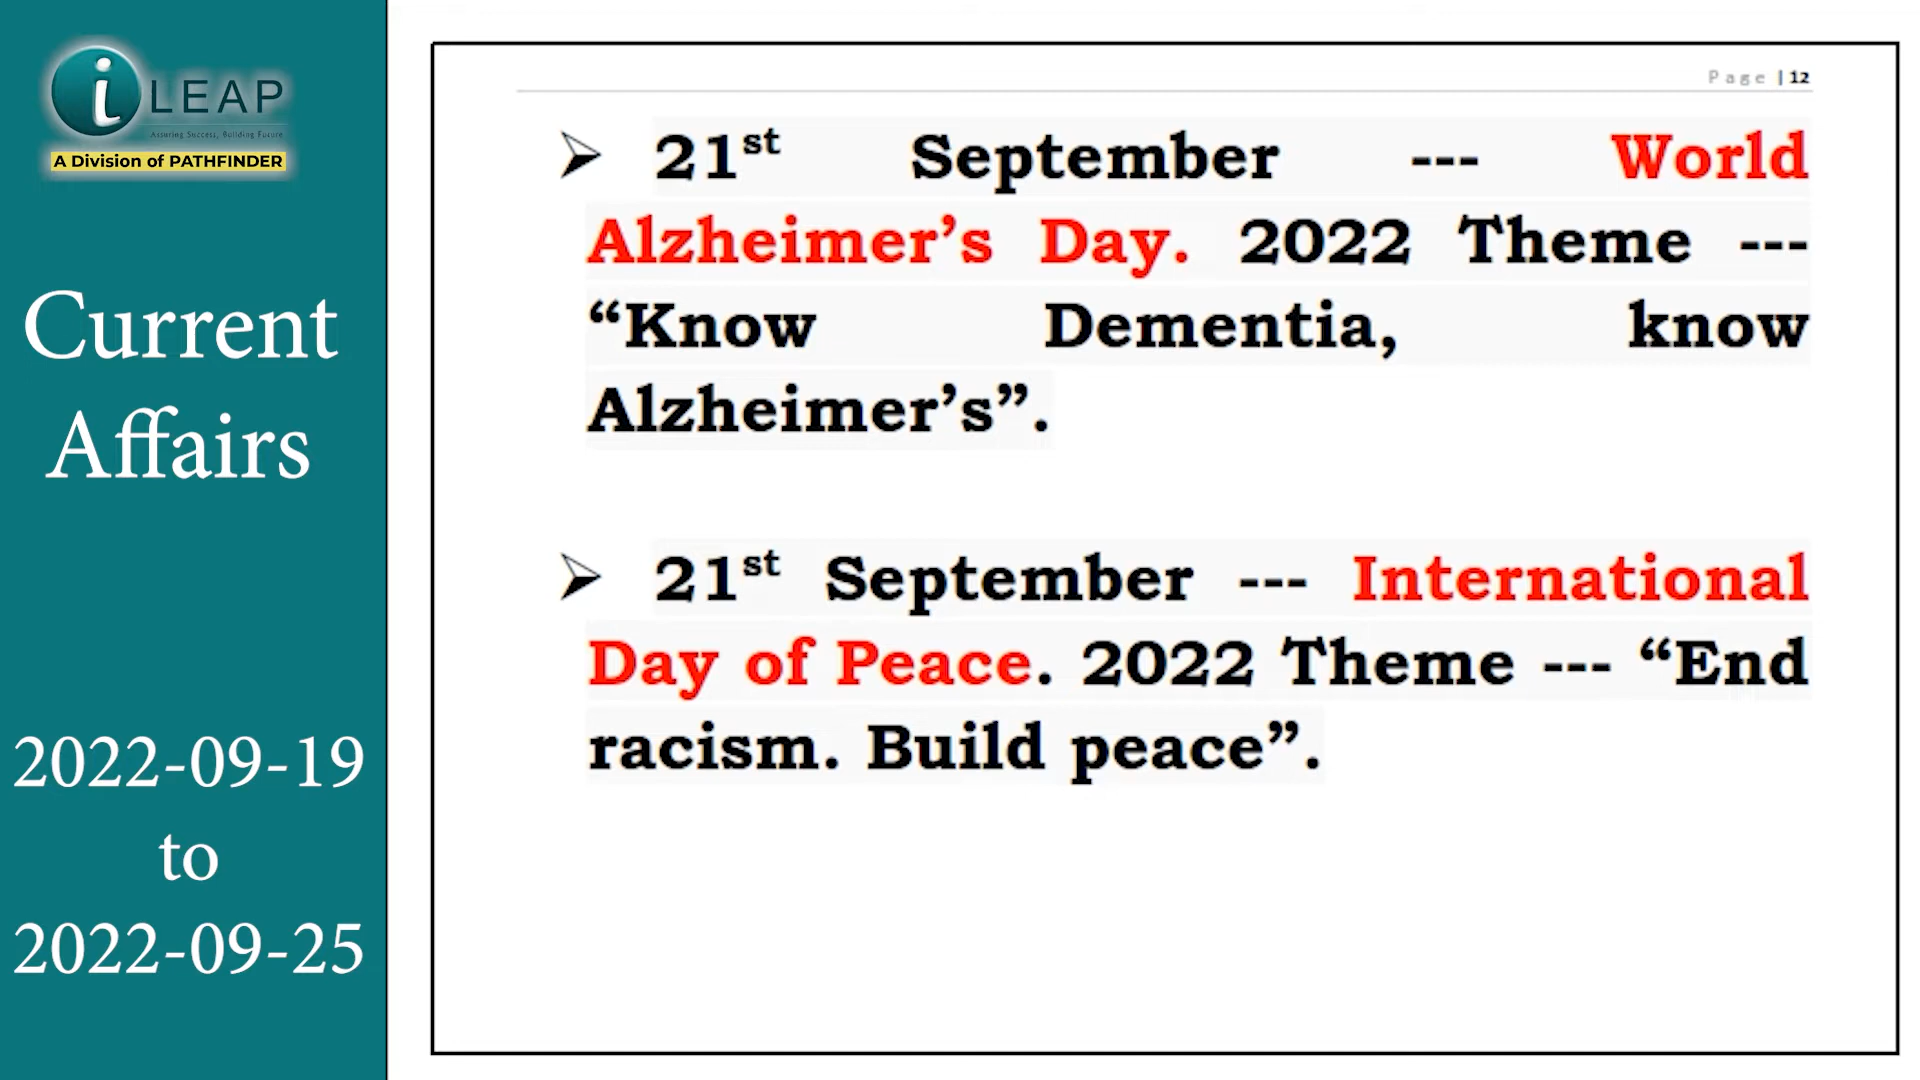 i LEAP
Assuring Success, Building Future
A Division of PATHFINDER
Current
Affairs
2022-09-19
to
2022-09-25
Page | 12
➢ 21st September --- World
Alzheimer’s Day. 2022 Theme ---
“Know Dementia, know
Alzheimer’s”.
➢ 21st September --- International
Day of Peace. 2022 Theme --- “End
racism. Build peace”.